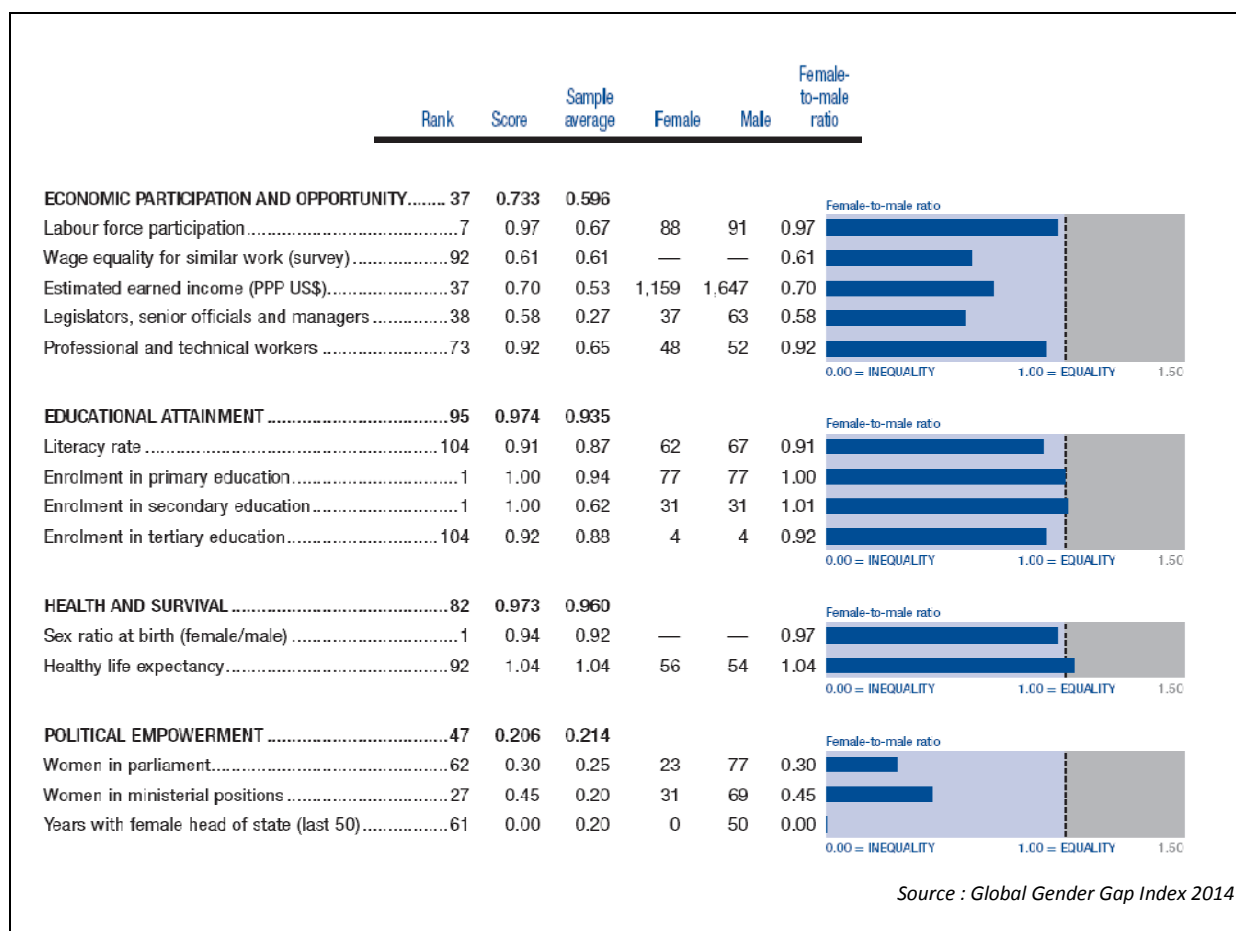 Rank Score Sample average Female Male Female-to-male ratio
ECONOMIC PARTICIPATION AND OPPORTUNITY........ 37 0.733 0.596
Female-to-male ratio
Labour force participation.........................................7 0.97 0.67 88 91 0.97
Wage equality for similar work (survey)...................92 0.61 0.61 — — 0.61
Estimated earned income (PPP US$).....................37 0.70 0.53 1,159 1,647 0.70
Legislators, senior officials and managers..............38 0.58 0.27 37 63 0.58
Professional and technical workers.......................73 0.92 0.65 48 52 0.92
0.00 = INEQUALITY 1.00 = EQUALITY 1.50
EDUCATIONAL ATTAINMENT.................................95 0.974 0.935
Female-to-male ratio
Literacy rate.....................................................104 0.91 0.87 62 67 0.91
Enrolment in primary education..............................1 1.00 0.94 77 77 1.00
Enrolment in secondary education..........................1 1.00 0.62 31 31 1.01
Enrolment in tertiary education............................104 0.92 0.88 4 4 0.92
0.00 = INEQUALITY 1.00 = EQUALITY 1.50
HEALTH AND SURVIVAL.......................................82 0.973 0.960
Female-to-male ratio
Sex ratio at birth (female/male)..............................1 0.94 0.92 — — 0.97
Healthy life expectancy........................................92 1.04 1.04 56 54 1.04
0.00 = INEQUALITY 1.00 = EQUALITY 1.50
POLITICAL EMPOWERMENT.................................47 0.206 0.214
Female-to-male ratio
Women in parliament..........................................62 0.30 0.25 23 77 0.30
Women in ministerial positions.............................27 0.45 0.20 31 69 0.45
Years with female head of state (last 50)................61 0.00 0.20 0 50 0.00
0.00 = INEQUALITY 1.00 = EQUALITY 1.50
Source : Global Gender Gap Index 2014